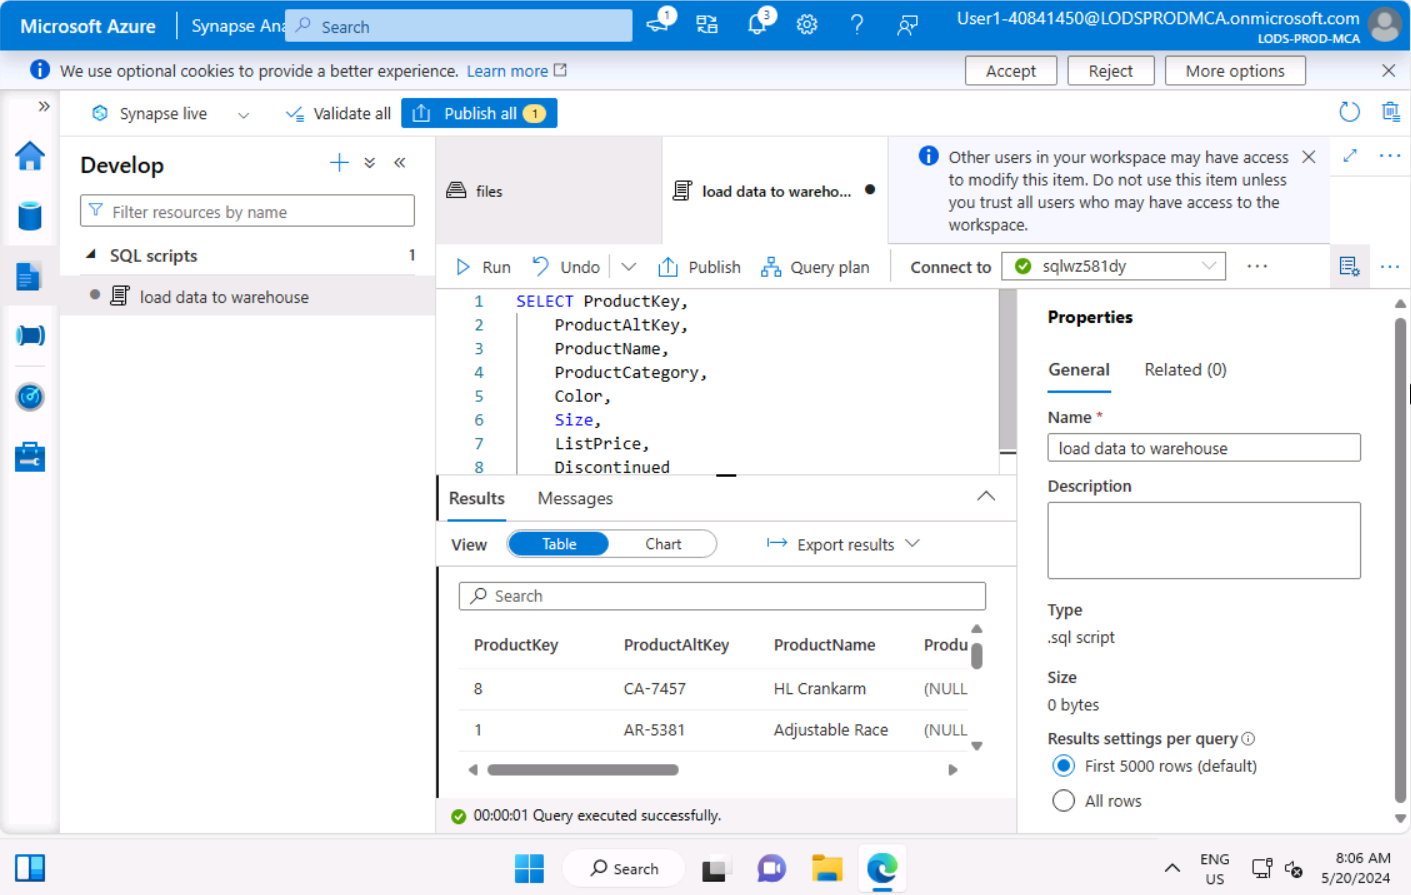 Microsoft Azure
Synapse Ana
Search
1
3
User1-40841450@LODSPRODMCA.onmicrosoft.com
LODS-PROD-MCA
We use optional cookies to provide a better experience. Learn more
Accept
Reject
More options
Synapse live
Validate all
Publish all 1
Develop
Filter resources by name
SQL scripts 1
load data to warehouse
files
load data to wareho...
Other users in your workspace may have access
to modify this item. Do not use this item unless
you trust all users who may have access to the
workspace.
Run
Undo
Publish
Query plan
Connect to
sqlwz581dy
1 SELECT ProductKey,
2 ProductAltKey,
3 ProductName,
4 ProductCategory,
5 Color,
6 Size,
7 ListPrice,
8 Discontinued
Results
Messages
View
Table
Chart
Export results
Search
ProductKey ProductAltKey ProductName Produ
8 CA-7457 HL Crankarm (NULL
1 AR-5381 Adjustable Race (NULL
00:00:01 Query executed successfully.
Properties
General
Related (0)
Name *
load data to warehouse
Description
Type
.sql script
Size
0 bytes
Results settings per query
First 5000 rows (default)
All rows
Search
ENG
US
8:06 AM
5/20/2024